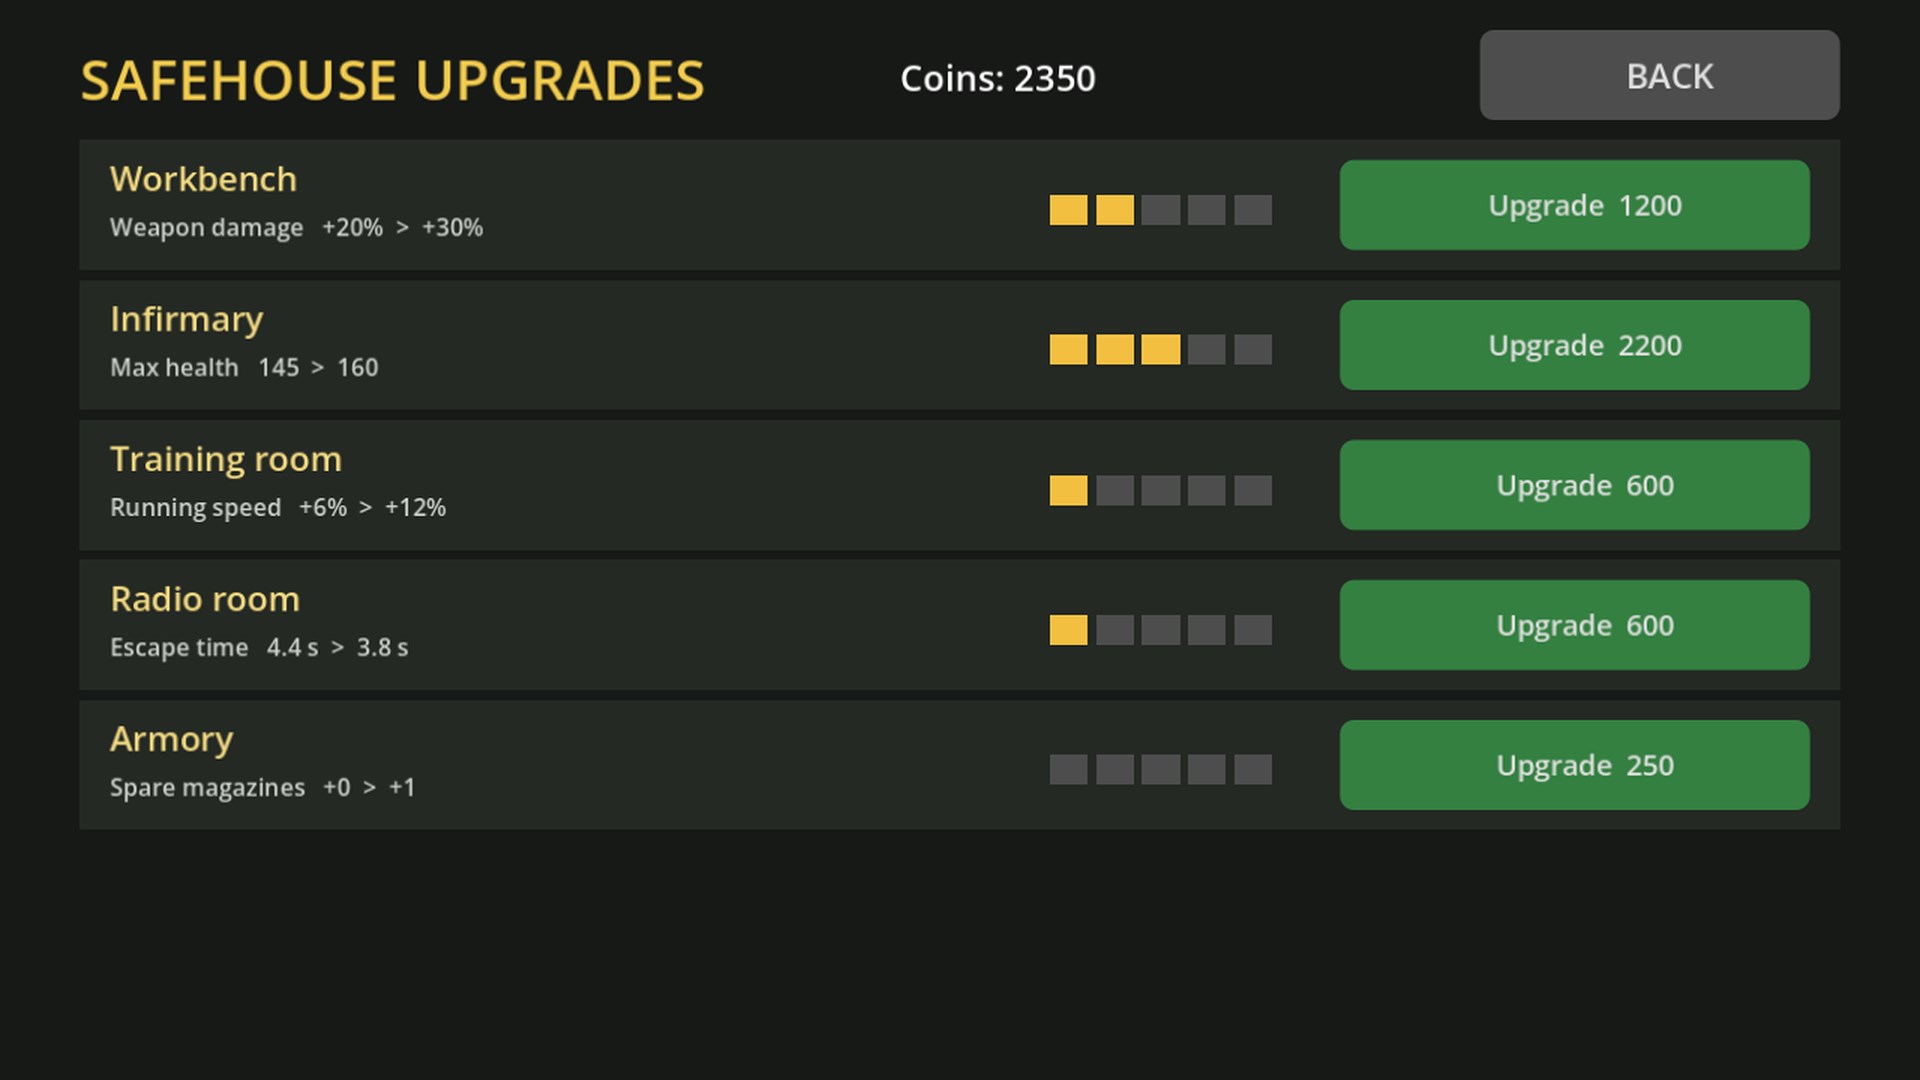 SAFEHOUSE UPGRADES
Coins: 2350
BACK
Workbench
Weapon damage +20% > +30%
Upgrade 1200
Infirmary
Max health 145 > 160
Upgrade 2200
Training room
Running speed +6% > +12%
Upgrade 600
Radio room
Escape time 4.4 s > 3.8 s
Upgrade 600
Armory
Spare magazines +0 > +1
Upgrade 250